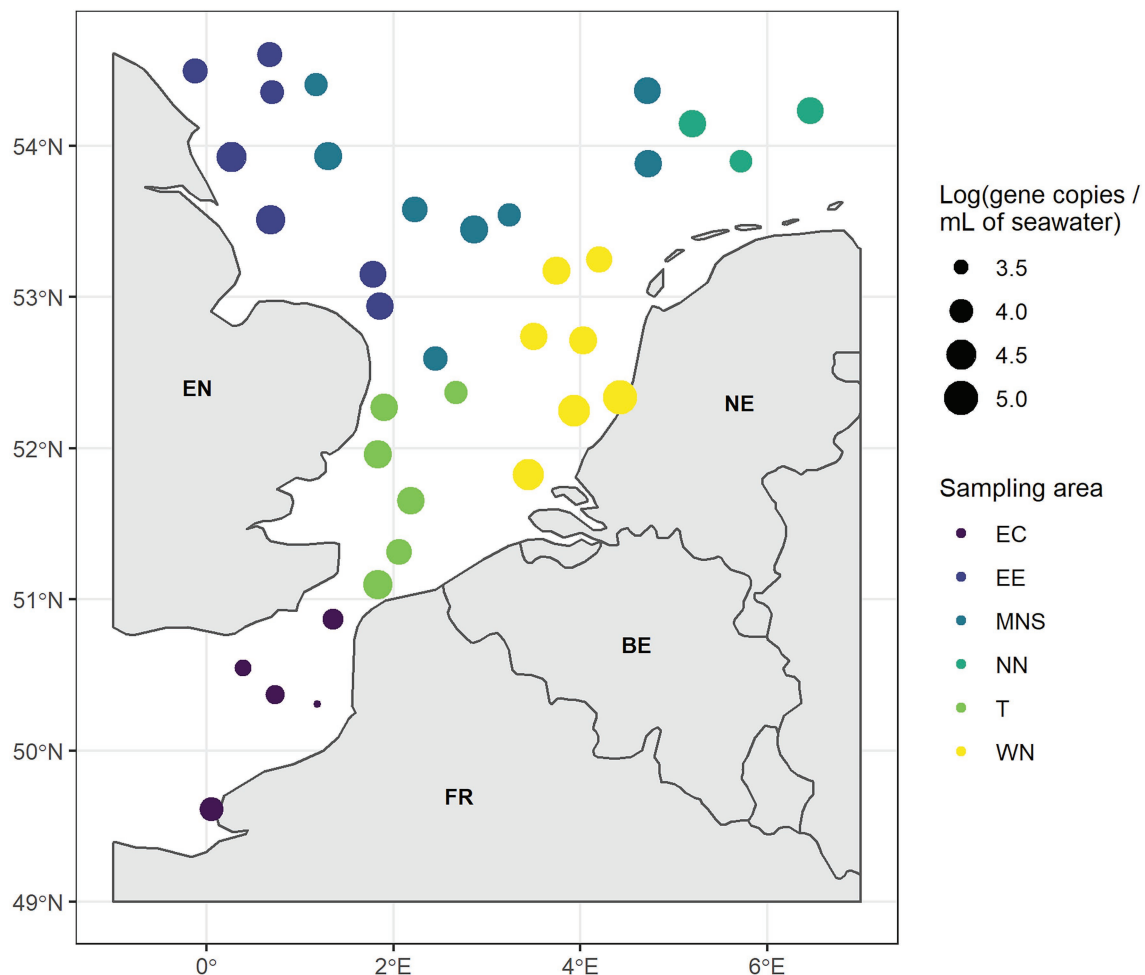 54°N
53°N
52°N
51°N
50°N
49°N
0°
2°E
4°E
6°E
EN
NE
BE
FR
Log(gene copies /
mL of seawater)
3.5
4.0
4.5
5.0
Sampling area
EC
EE
MNS
NN
T
WN